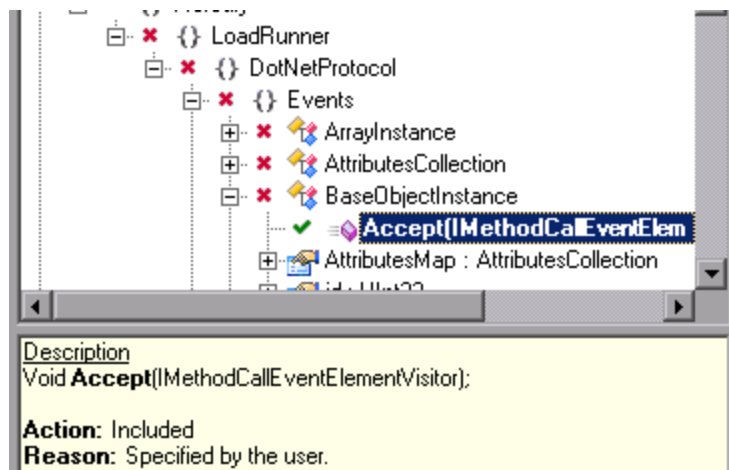 {} LoadRunner
{} DotNetProtocol
{} Events
ArrayInstance
AttributesCollection
BaseObjectInstance
Accept(IMethodCallEventElem
AttributesMap : AttributesCollection
Description
Void Accept(IMethodCallEventElementVisitor);
Action: Included
Reason: Specified by the user.